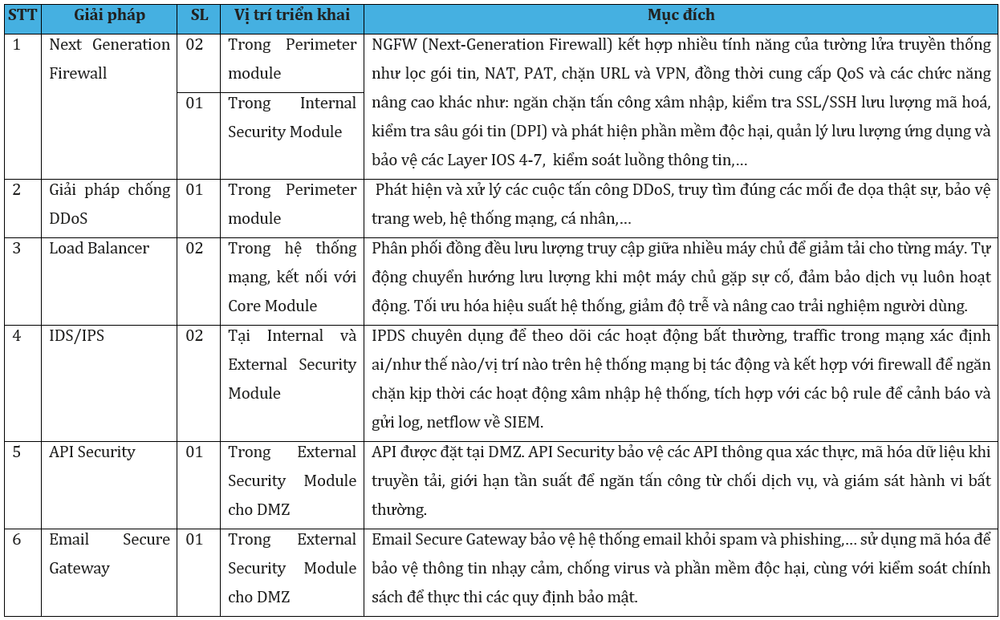 STT Giải pháp SL Vị trí triển khai Mục đích
1 Next Generation Firewall
02 Trong Perimeter module
01 Trong Internal Security Module
NGFW (Next-Generation Firewall) kết hợp nhiều tính năng của tường lửa truyền thống
như lọc gói tin, NAT, PAT, chặn URL và VPN, đồng thời cung cấp QoS và các chức năng
nâng cao khác như: ngăn chặn tấn công xâm nhập, kiểm tra SSL/SSH lưu lượng mã hoá,
kiểm tra sâu gói tin (DPI) và phát hiện phần mềm độc hại, quản lý lưu lượng ứng dụng và
bảo vệ các Layer IOS 4-7, kiểm soát luồng thông tin,…
2 Giải pháp chống DDoS
01 Trong Perimeter module
Phát hiện và xử lý các cuộc tấn công DDoS, truy tìm đúng các mối đe dọa thật sự, bảo vệ
trang web, hệ thống mạng, cá nhân,…
3 Load Balancer
02 Trong hệ thống mạng, kết nối với Core Module
Phân phối đồng đều lưu lượng truy cập giữa nhiều máy chủ để giảm tải cho từng máy. Tự
động chuyển hướng lưu lượng khi một máy chủ gặp sự cố, đảm bảo dịch vụ luôn hoạt
động. Tối ưu hóa hiệu suất hệ thống, giảm độ trễ và nâng cao trải nghiệm người dùng.
4 IDS/IPS
02 Tại Internal và External Security Module
IPDS chuyên dụng để theo dõi các hoạt động bất thường, traffic trong mạng xác định
ai/như thế nào/vị trí nào trên hệ thống mạng bị tác động và kết hợp với firewall để ngăn
chặn kịp thời các hoạt động xâm nhập hệ thống, tích hợp với các bộ rule để cảnh báo và
gửi log, netflow về SIEM.
5 API Security
01 Trong External Security Module cho DMZ
API được đặt tại DMZ. API Security bảo vệ các API thông qua xác thực, mã hóa dữ liệu khi
truyền tải, giới hạn tần suất để ngăn tấn công từ chối dịch vụ, và giám sát hành vi bất
thường.
6 Email Secure Gateway
01 Trong External Security Module cho DMZ
Email Secure Gateway bảo vệ hệ thống email khỏi spam và phishing,… sử dụng mã hóa để
bảo vệ thông tin nhạy cảm, chống virus và phần mềm độc hại, cùng với kiểm soát chính
sách để thực thi các quy định bảo mật.